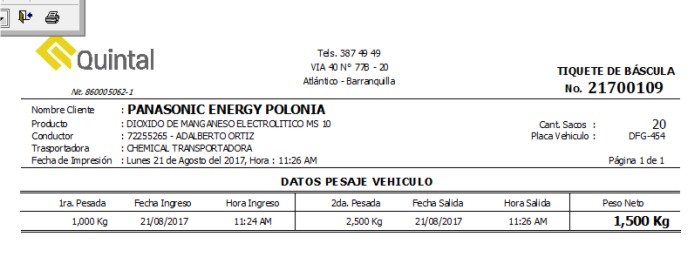 Quintal
Nit. 860005062-1
Tels. 387 49 49
VIA 40 Nº 77B - 20
Atlántico - Barranquilla
TIQUETE DE BÁSCULA
No. 21700109
Nombre Cliente : PANASONIC ENERGY POLONIA
Producto : DIOXIDO DE MANGANESO ELECTROLITICO MS 10 Cant. Sacos : 20
Conductor : 72255265 - ADALBERTO ORTIZ Placa Vehiculo : DFG-454
Trasportadora : CHEMICAL TRANSPORTADORA
Fecha de Impresión : Lunes 21 de Agosto del 2017, Hora : 11:26 AM Página 1 de 1
DATOS PESAJE VEHICULO
1ra. Pesada Fecha Ingreso Hora Ingreso 2da. Pesada Fecha Salida Hora Salida Peso Neto
1,000 Kg 21/08/2017 11:24 AM 2,500 Kg 21/08/2017 11:26 AM 1,500 Kg